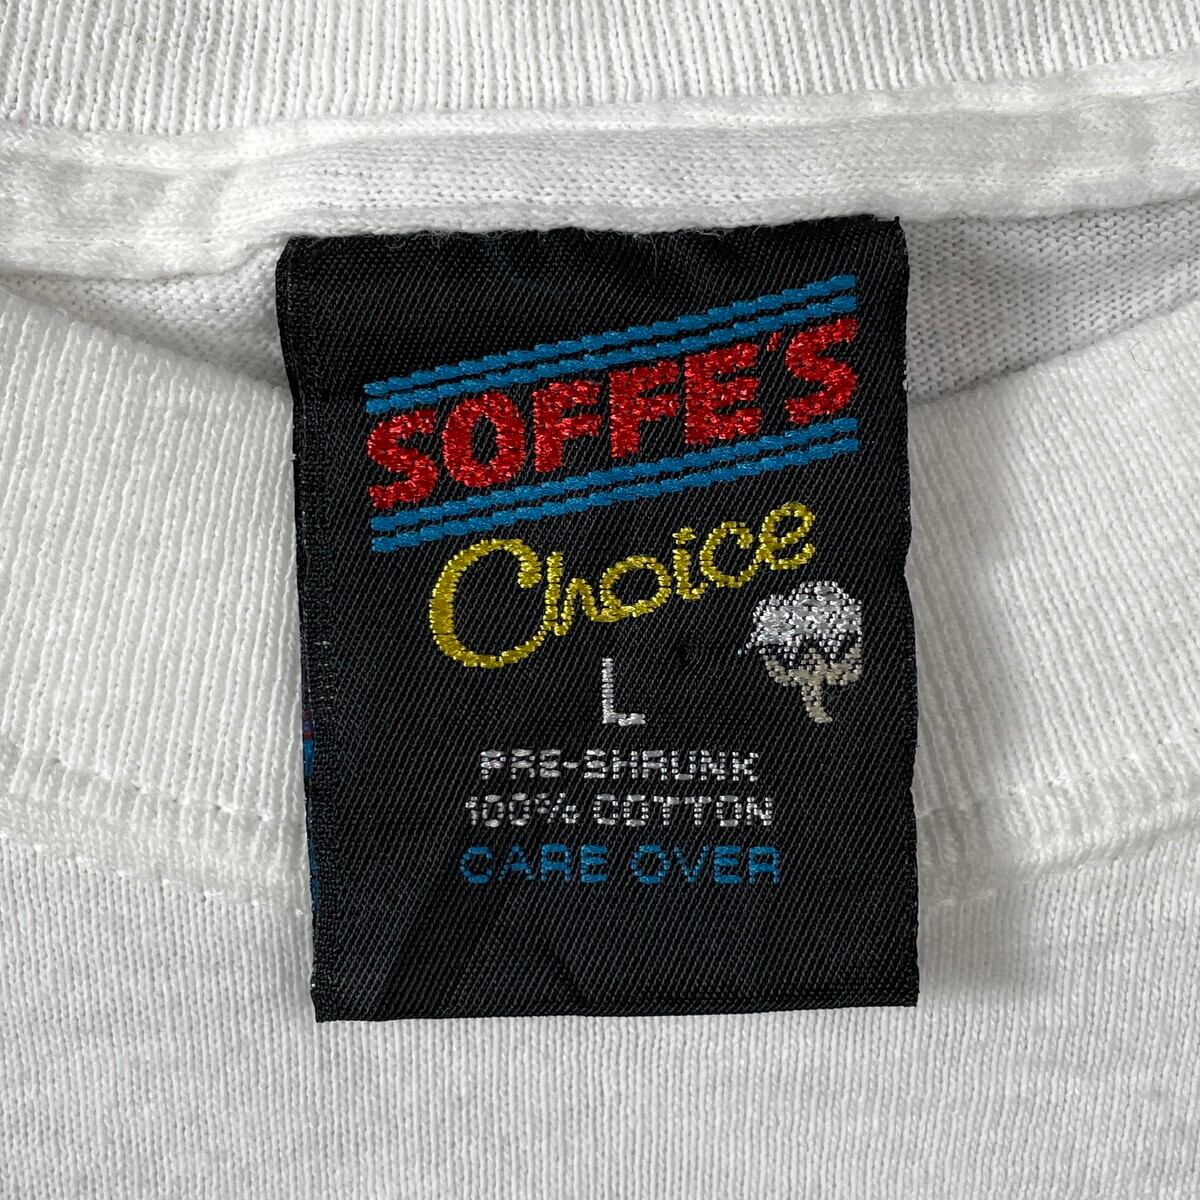 SOFFE'S
Choice
L
PRE-SHRUNK
100% COTTON
CARE OVER